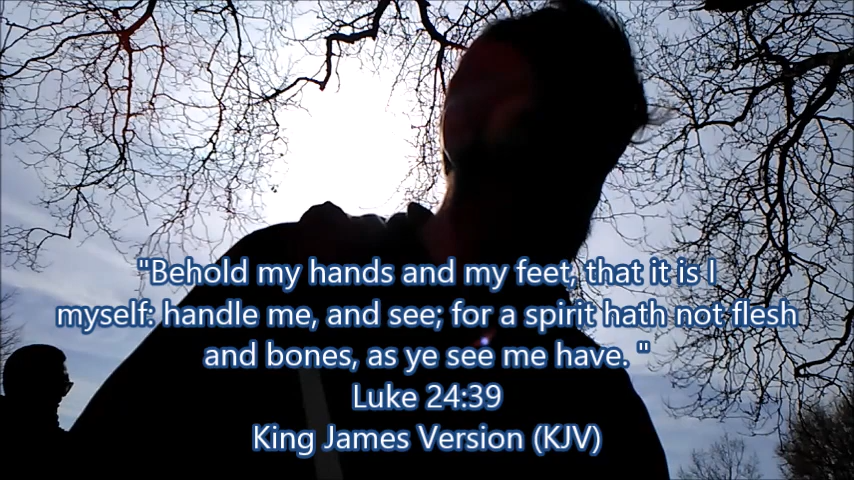 "Behold my hands and my feet, that it is I
myself: handle me, and see; for a spirit hath not flesh
and bones, as ye see me have. "
Luke 24:39
King James Version (KJV)